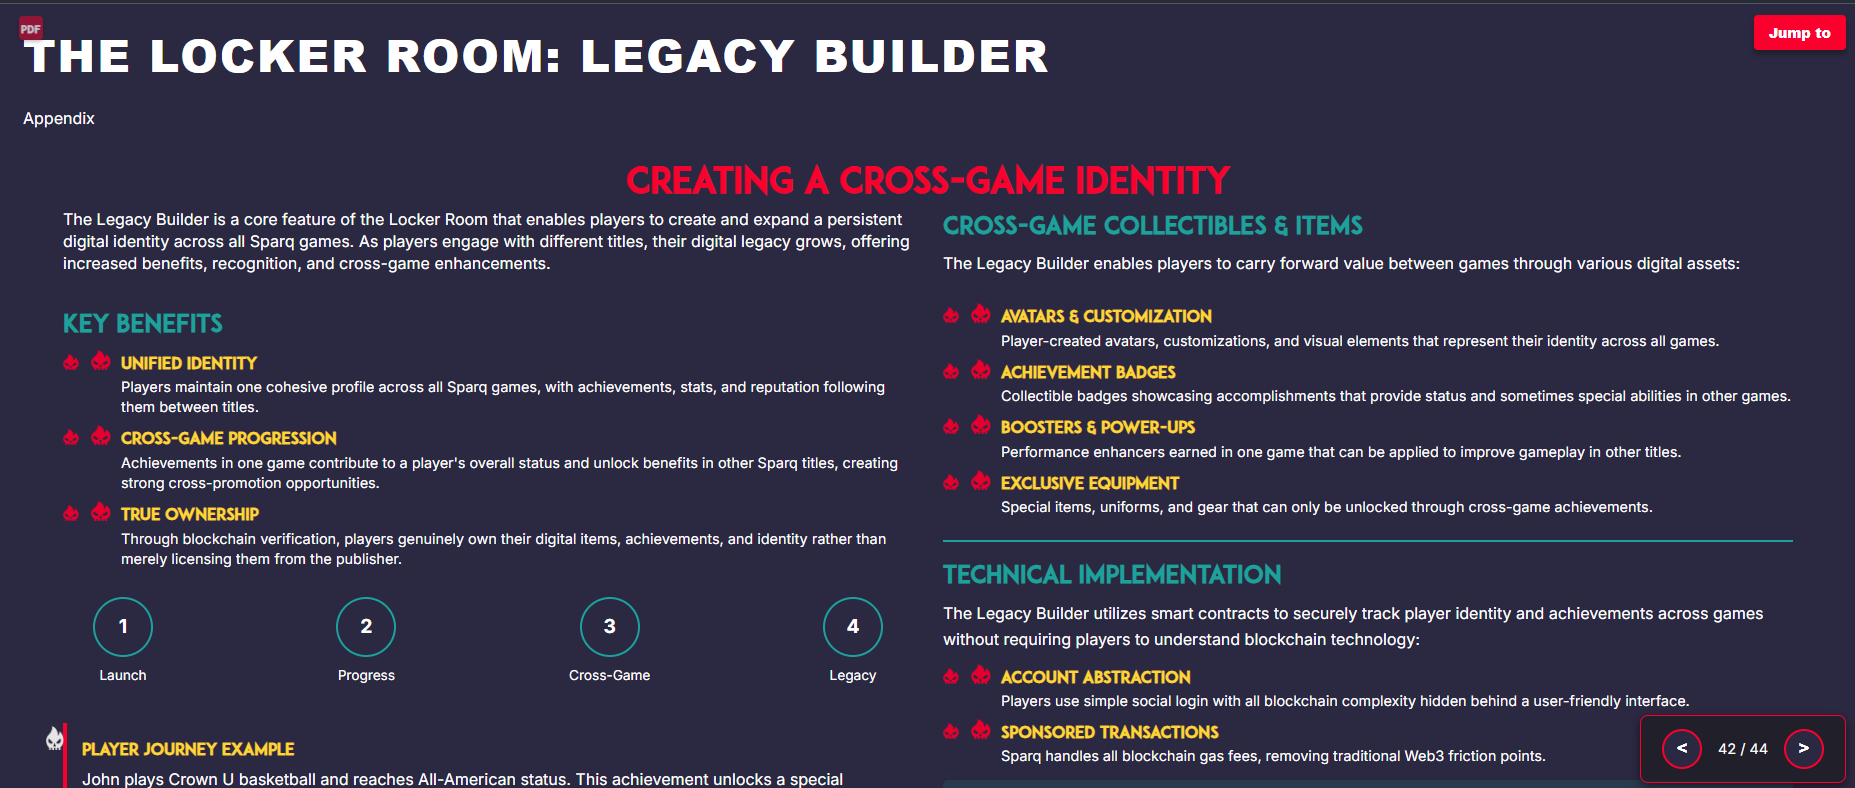 PDF
Jump to
THE LOCKER ROOM: LEGACY BUILDER
Appendix
CREATING A CROSS-GAME IDENTITY
The Legacy Builder is a core feature of the Locker Room that enables players to create and expand a persistent
digital identity across all Sparq games. As players engage with different titles, their digital legacy grows, offering
increased benefits, recognition, and cross-game enhancements.
KEY BENEFITS
UNIFIED IDENTITY
Players maintain one cohesive profile across all Sparq games, with achievements, stats, and reputation following
them between titles.
CROSS-GAME PROGRESSION
Achievements in one game contribute to a player's overall status and unlock benefits in other Sparq titles, creating
strong cross-promotion opportunities.
TRUE OWNERSHIP
Through blockchain verification, players genuinely own their digital items, achievements, and identity rather than
merely licensing them from the publisher.
1
2
3
4
Launch
Progress
Cross-Game
Legacy
PLAYER JOURNEY EXAMPLE
John plays Crown U basketball and reaches All-American status. This achievement unlocks a special
CROSS-GAME COLLECTIBLES & ITEMS
The Legacy Builder enables players to carry forward value between games through various digital assets:
AVATARS & CUSTOMIZATION
Player-created avatars, customizations, and visual elements that represent their identity across all games.
ACHIEVEMENT BADGES
Collectible badges showcasing accomplishments that provide status and sometimes special abilities in other games.
BOOSTERS & POWER-UPS
Performance enhancers earned in one game that can be applied to improve gameplay in other titles.
EXCLUSIVE EQUIPMENT
Special items, uniforms, and gear that can only be unlocked through cross-game achievements.
TECHNICAL IMPLEMENTATION
The Legacy Builder utilizes smart contracts to securely track player identity and achievements across games
without requiring players to understand blockchain technology:
ACCOUNT ABSTRACTION
Players use simple social login with all blockchain complexity hidden behind a user-friendly interface.
SPONSORED TRANSACTIONS
Sparq handles all blockchain gas fees, removing traditional Web3 friction points.
< 42 / 44 >